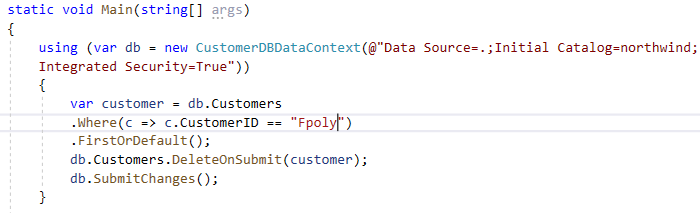 static void Main(string[] args)
{
using (var db = new CustomerDBDataContext(@"Data Source=.;Initial Catalog=northwind;
Integrated Security=True"))
{
var customer = db.Customers
.Where(c => c.CustomerID == "Fpoly")
.FirstOrDefault();
db.Customers.DeleteOnSubmit(customer);
db.SubmitChanges();
}